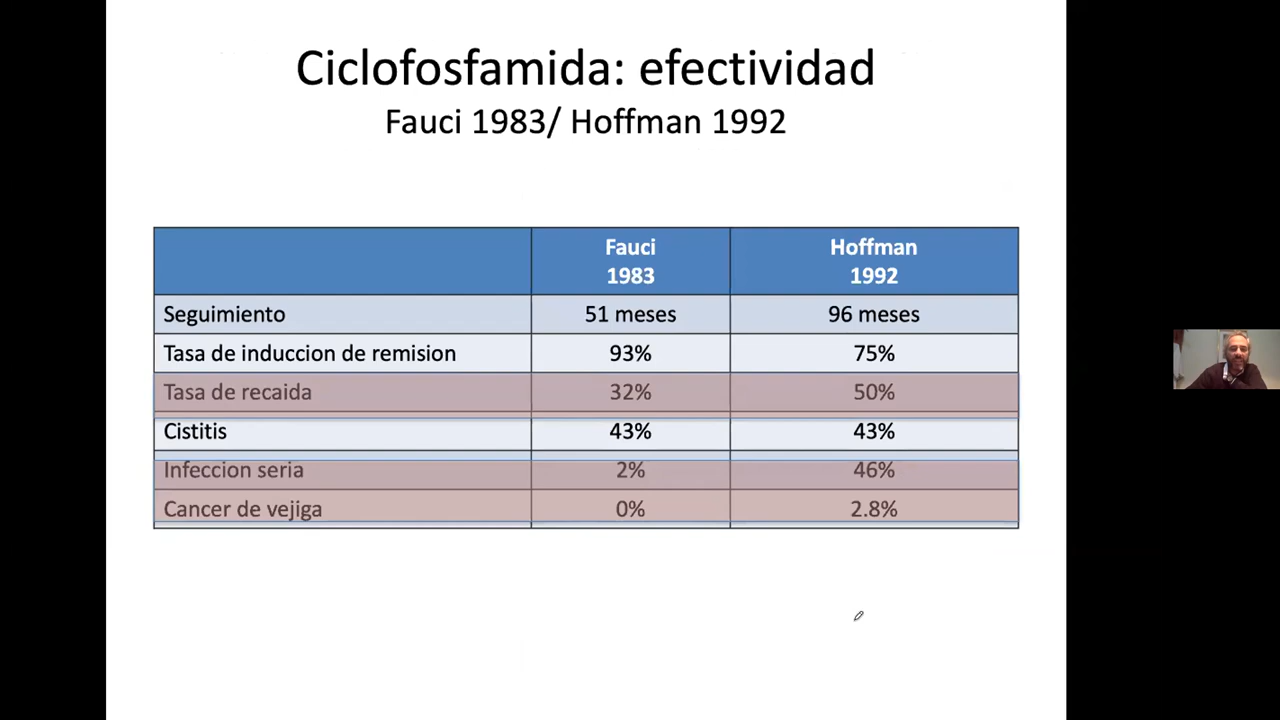 Ciclofosfamida: efectividad
Fauci 1983/ Hoffman 1992
Fauci 1983 Hoffman 1992
Seguimiento 51 meses 96 meses
Tasa de induccion de remision 93% 75%
Tasa de recaida 32% 50%
Cistitis 43% 43%
Infeccion seria 2% 46%
Cancer de vejiga 0% 2.8%